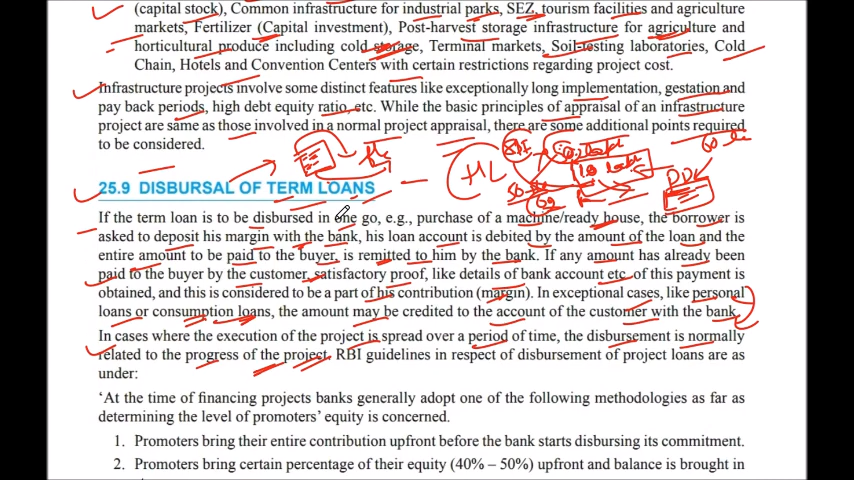 (capital stock), Common infrastructure for industrial parks, SEZ, tourism facilities and agriculture
markets, Fertilizer (Capital investment), Post-harvest storage infrastructure for agriculture and
horticultural produce including cold storage, Terminal markets, Soil-testing laboratories, Cold
Chain, Hotels and Convention Centers with certain restrictions regarding project cost.
Infrastructure projects involve some distinct features like exceptionally long implementation, gestation and
pay back periods, high debt equity ratio, etc. While the basic principles of appraisal of an infrastructure
project are same as those involved in a normal project appraisal, there are some additional points required
to be considered.
HL
25.9 DISBURSAL OF TERM LOANS
If the term loan is to be disbursed in one go, e.g., purchase of a machine/ready house, the borrower is
asked to deposit his margin with the bank, his loan account is debited by the amount of the loan and the
entire amount to be paid to the buyer, is remitted to him by the bank. If any amount has already been
paid to the buyer by the customer, satisfactory proof, like details of bank account etc. of this payment is
obtained, and this is considered to be a part of his contribution (margin). In exceptional cases, like personal
loans or consumption loans, the amount may be credited to the account of the customer with the bank.
In cases where the execution of the project is spread over a period of time, the disbursement is normally
related to the progress of the project. RBI guidelines in respect of disbursement of project loans are as
under:
‘At the time of financing projects banks generally adopt one of the following methodologies as far as
determining the level of promoters’ equity is concerned.
1. Promoters bring their entire contribution upfront before the bank starts disbursing its commitment.
2. Promoters bring certain percentage of their equity (40% – 50%) upfront and balance is brought in